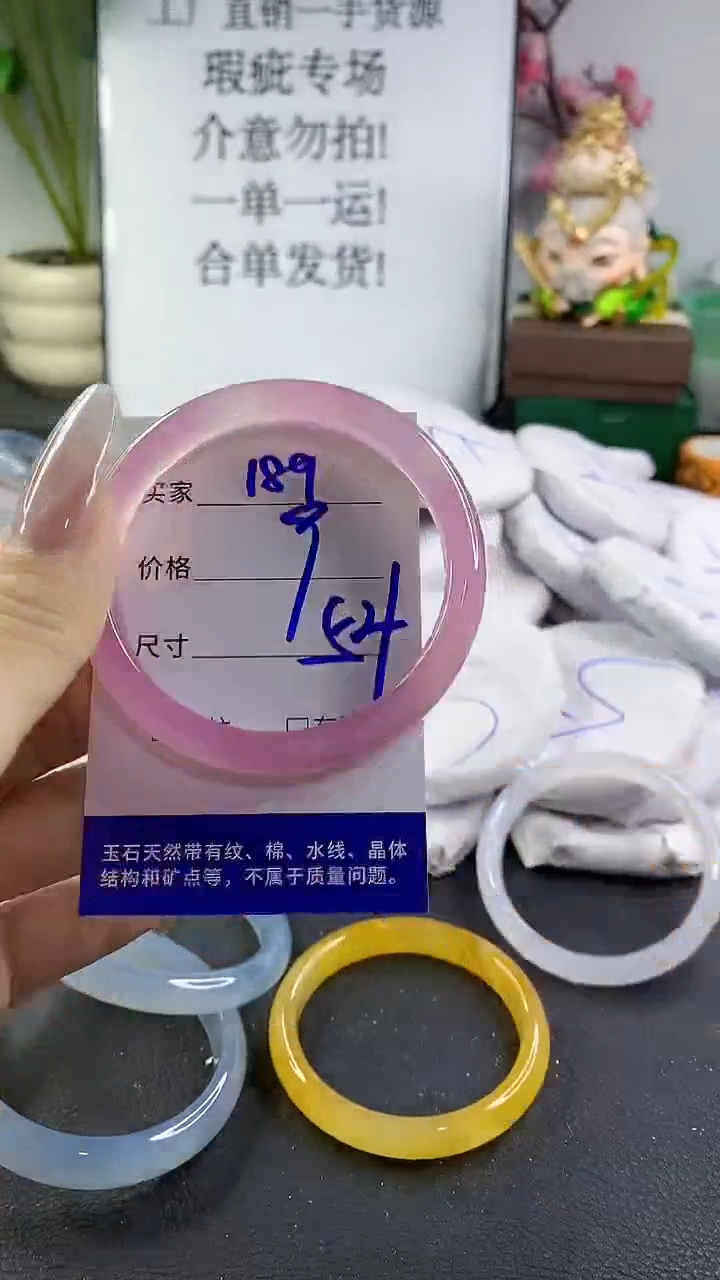 工厂直销一手货源
瑕疵专场
介意勿拍!
一单一运!
合单发货!
买家 189
价格
尺寸 54
玉石天然带有纹、棉、水线、晶体
结构和矿点等，不属于质量问题。